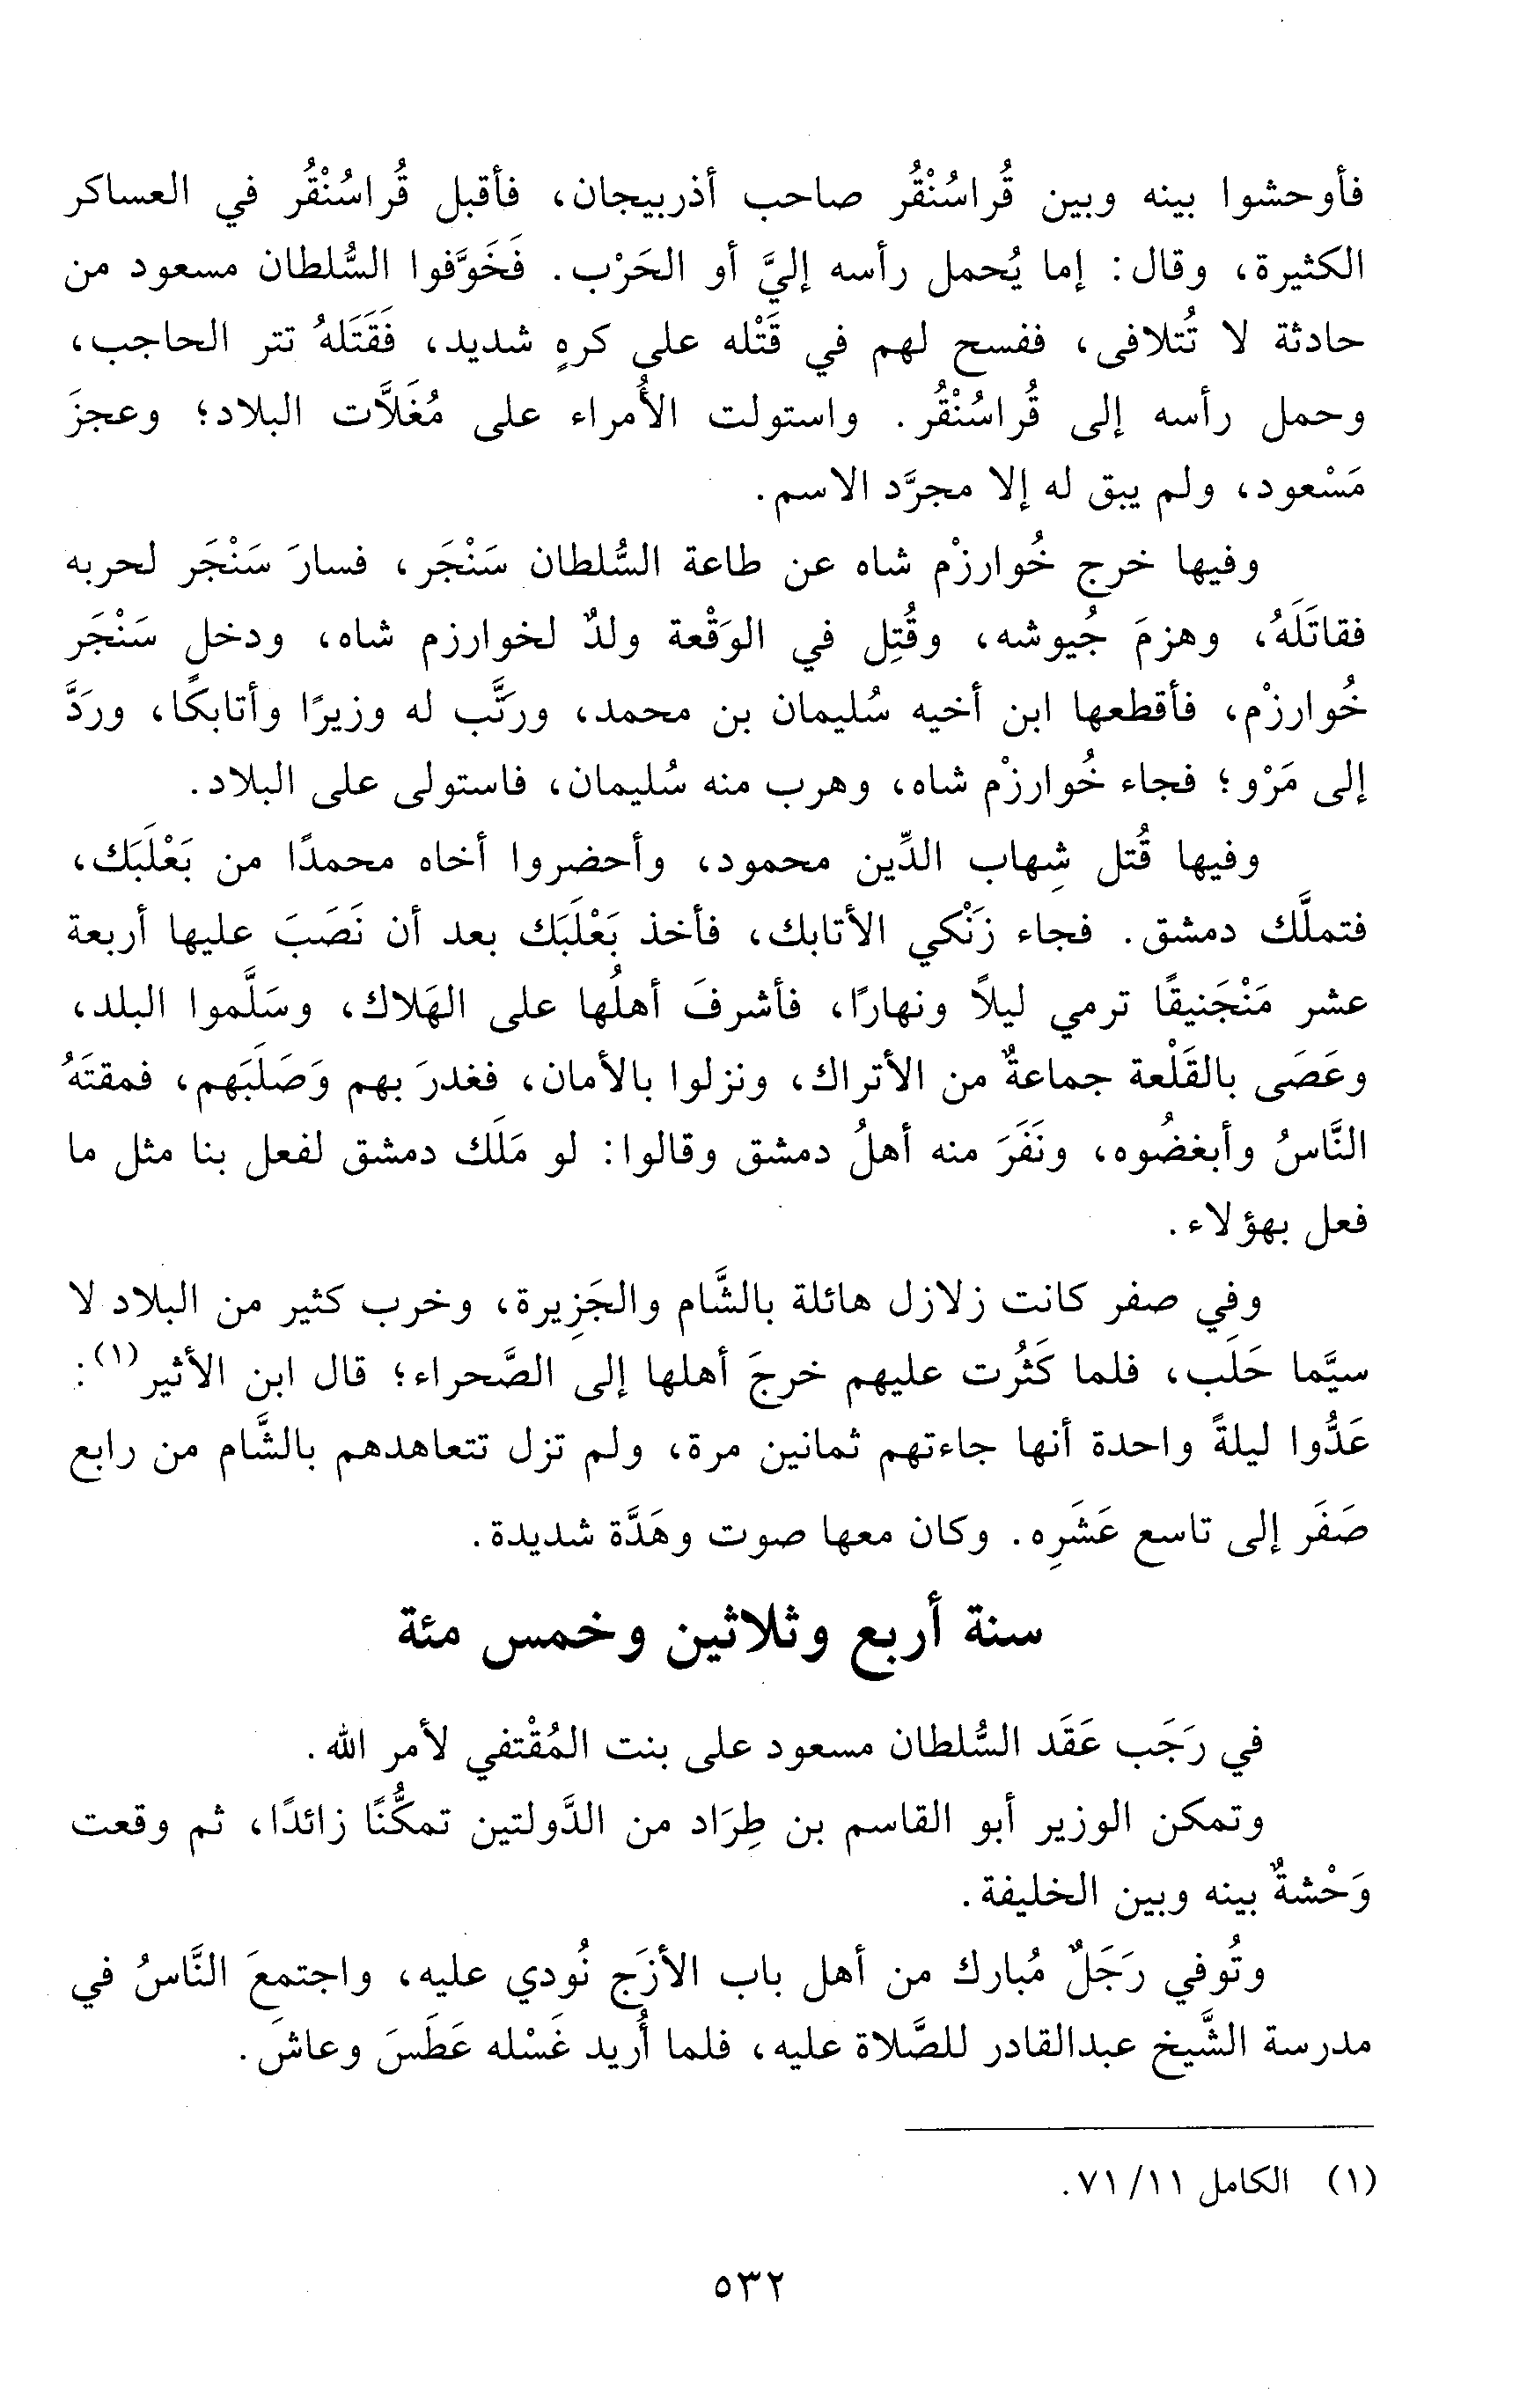 فأوحشوا بينه وبين قُراسُنْقُر صاحب أذربيجان، فأقبل قُراسُنْقُر في العساكر
الكثيرة، وقال: إما يُحمل رأسه إليَّ أو الحَرْب. فَخَوَّفوا السُّلطان مسعود من
حادثة لا تُتلافى، ففسح لهم في قَتْله على كرهٍ شديد، فَقَتَلَهُ تتر الحاجب،
وحمل رأسه إلى قُراسُنْقُر. واستولت الأُمراء على مُغَلاَّت البلاد؛ وعجزَ
مَسْعود، ولم يبق له إلا مجرَّد الاسم.
وفيها خرج خُوارزْم شاه عن طاعة السُّلطان سَنْجَر، فسارَ سَنْجَر لحربه
فقاتَلَهُ، وهزمَ جُيوشه، وقُتِل في الوَقْعة ولدٌ لخوارزم شاه، ودخل سَنْجَر
خُوارزْم، فأقطعها ابن أخيه سُليمان بن محمد، ورتَّب له وزيرًا وأتابكًا، وردَّ
إلى مَرْو؛ فجاء خُوارزْم شاه، وهرب منه سُليمان، فاستولى على البلاد.
وفيها قُتل شِهاب الدِّين محمود، وأحضروا أخاه محمدًا من بَعْلَبَك،
فتملَّك دمشق. فجاء زَنْكي الأتابك، فأخذ بَعْلَبَك بعد أن نَصَبَ عليها أربعة
عشر مَنْجَنيقًا ترمي ليلاً ونهارًا، فأشرفَ أهلُها على الهَلاك، وسَلَّموا البلد،
وعَصَى بالقَلْعة جماعةٌ من الأتراك، ونزلوا بالأمان، فغدرَ بهم وَصَلَبَهم، فمقتَهُ
النَّاسُ وأبغضُوه، ونَفَرَ منه أهلُ دمشق وقالوا: لو مَلَك دمشق لفعل بنا مثل ما
فعل بهؤلاء.
وفي صفر كانت زلازل هائلة بالشَّام والجَزِيرة، وخرب كثير من البلاد لا
سيَّما حَلَب، فلما كَثُرت عليهم خرجَ أهلها إلى الصَّحراء؛ قال ابن الأثير(١):
عَدُّوا ليلةً واحدة أنها جاءتهم ثمانين مرة، ولم تزل تتعاهدهم بالشَّام من رابع
صَفَر إلى تاسع عَشَرِه. وكان معها صوت وهَدَّة شديدة.
سنة أربع وثلاثين وخمس مئة
في رَجَب عَقَد السُّلطان مسعود على بنت المُقْتفي لأمر الله.
وتمكن الوزير أبو القاسم بن طِرَاد من الدَّولتين تمكُّنًا زائدًا، ثم وقعت
وَحْشةٌ بينه وبين الخليفة.
وتُوفي رَجَلٌ مُبارك من أهل باب الأزَج نُودي عليه، واجتمعَ النَّاسُ في
مدرسة الشَّيخ عبدالقادر للصَّلاة عليه، فلما أُريد غَسْله عَطَسَ وعاشَ.
(١) الكامل ١١/ ٧١.
٥٣٢